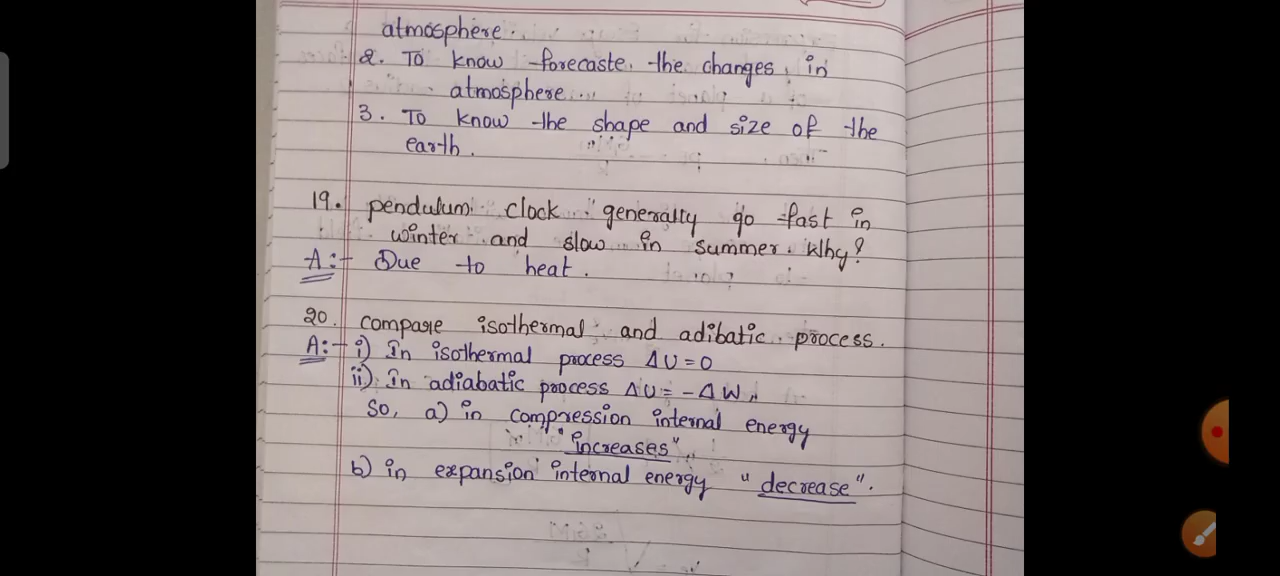 atmosphere.
2. To know forecaste. the changes in
atmosphere.
3. To know the shape and size of the
earth.
19. pendulum clock generally go fast in
winter and slow in summer. Why?
A:- Due to heat.
20. compare isothermal and adibatic process.
A:- i) In isothermal process ΔU=0
ii) In adiabatic process ΔU= -ΔW
So, a) in compression internal energy
"increases".
b) in expansion internal energy "decrease".